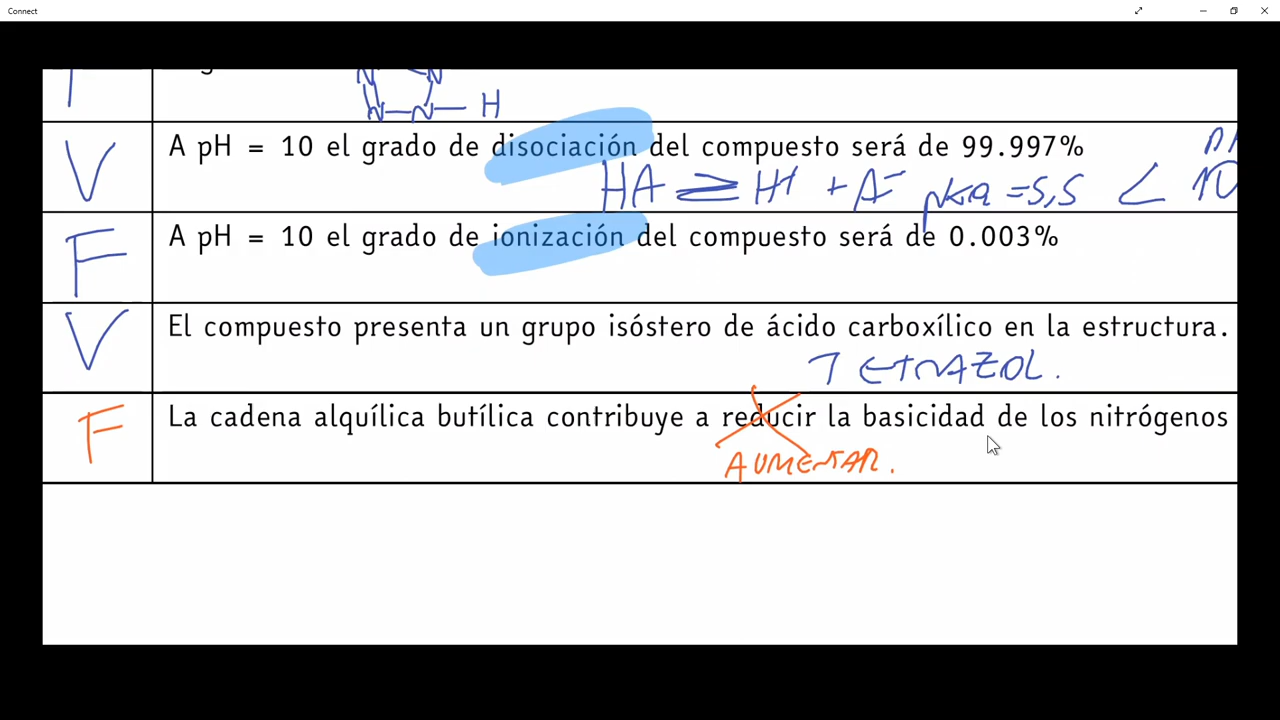 Connect
N N
N N H
V A pH = 10 el grado de disociación del compuesto será de 99.997%
HA ⇌ H+ + A- pKa = 5,5 < 10
F A pH = 10 el grado de ionización del compuesto será de 0.003%
V El compuesto presenta un grupo isóstero de ácido carboxílico en la estructura.
TETRAZOL.
F La cadena alquílica butílica contribuye a reducir la basicidad de los nitrógenos
AUMENTAR.